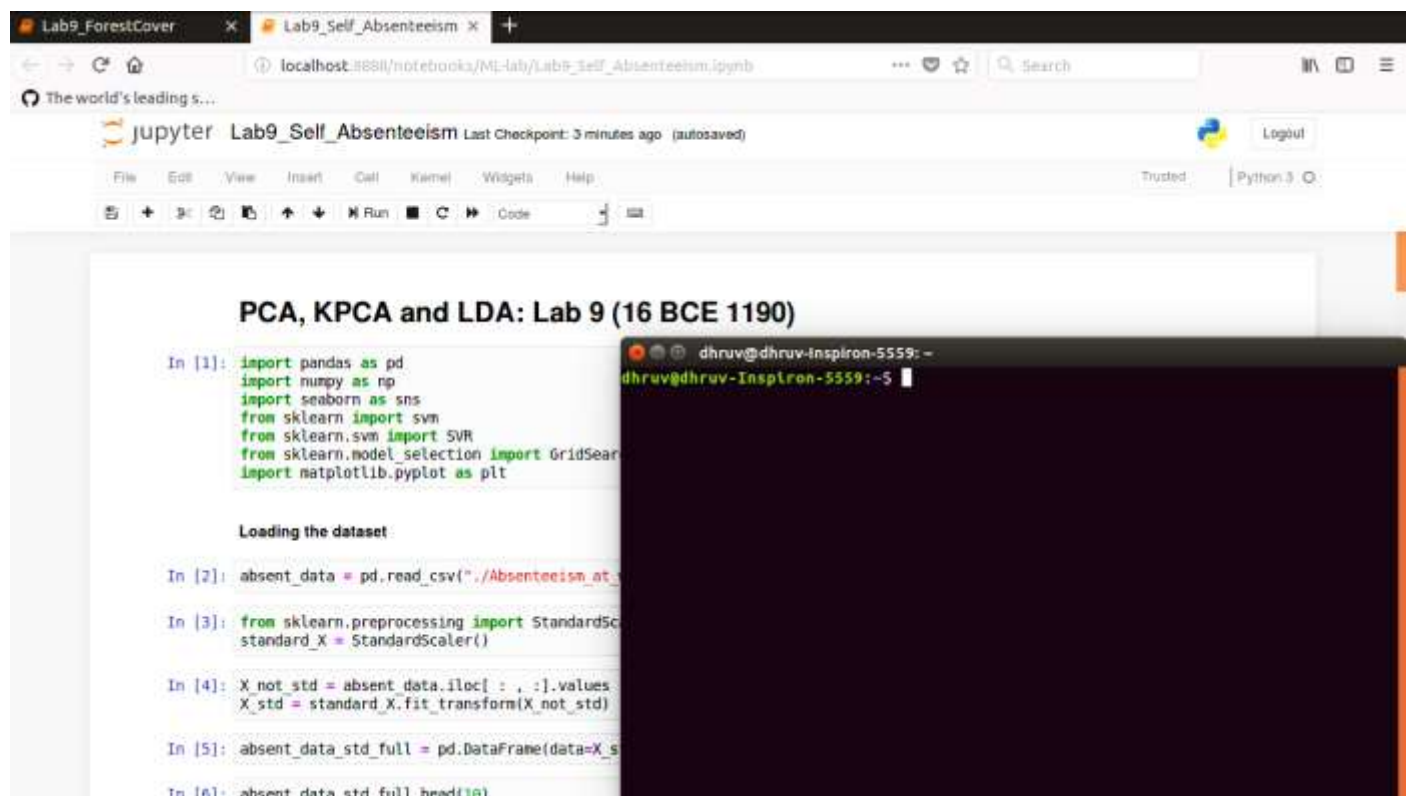 Lab9_ForestCover
Lab9_Self_Absenteeism
localhost:8888/notebooks/ML-lab/Lab9_Self_Absenteeism.ipynb
Search
The world's leading s...
jupyter Lab9_Self_Absenteeism Last Checkpoint: 3 minutes ago (autosaved)
Logout
File Edit View Insert Cell Kernel Widgets Help
Trusted
Python 3
Run
Code
PCA, KPCA and LDA: Lab 9 (16 BCE 1190)
In [1]: import pandas as pd
import numpy as np
import seaborn as sns
from sklearn import svm
from sklearn.svm import SVR
from sklearn.model_selection import GridSear
import matplotlib.pyplot as plt
dhruv@dhruv-Inspiron-5559: ~
dhruv@dhruv-Inspiron-5559:~$
Loading the dataset
In [2]: absent_data = pd.read_csv("./Absenteeism_at_
In [3]: from sklearn.preprocessing import StandardSc
standard_X = StandardScaler()
In [4]: X_not_std = absent_data.iloc[ : , :].values
X_std = standard_X.fit_transform(X_not_std)
In [5]: absent_data_std_full = pd.DataFrame(data=X_s
In [6]: absent_data_std_full.head(10)